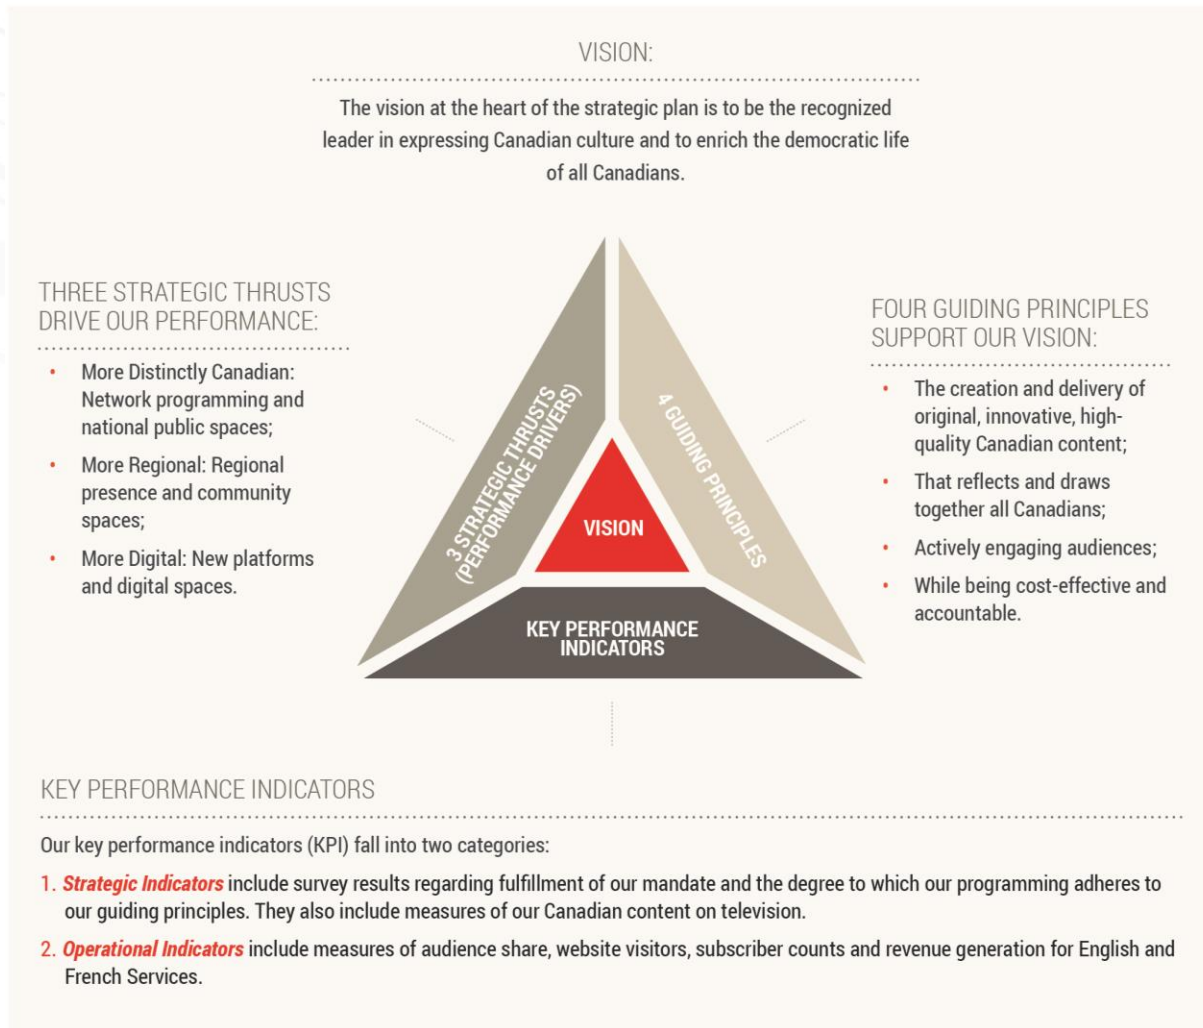 VISION:
The vision at the heart of the strategic plan is to be the recognized
leader in expressing Canadian culture and to enrich the democratic life
of all Canadians.
THREE STRATEGIC THRUSTS
DRIVE OUR PERFORMANCE:
• More Distinctly Canadian:
Network programming and
national public spaces;
• More Regional: Regional
presence and community
spaces;
• More Digital: New platforms
and digital spaces.
3 STRATEGIC THRUSTS
(PERFORMANCE DRIVERS)
4 GUIDING PRINCIPLES
VISION
KEY PERFORMANCE
INDICATORS
FOUR GUIDING PRINCIPLES
SUPPORT OUR VISION:
• The creation and delivery of
original, innovative, high-
quality Canadian content;
• That reflects and draws
together all Canadians;
• Actively engaging audiences;
• While being cost-effective and
accountable.
KEY PERFORMANCE INDICATORS
Our key performance indicators (KPI) fall into two categories:
1. Strategic Indicators include survey results regarding fulfillment of our mandate and the degree to which our programming adheres to
our guiding principles. They also include measures of our Canadian content on television.
2. Operational Indicators include measures of audience share, website visitors, subscriber counts and revenue generation for English and
French Services.